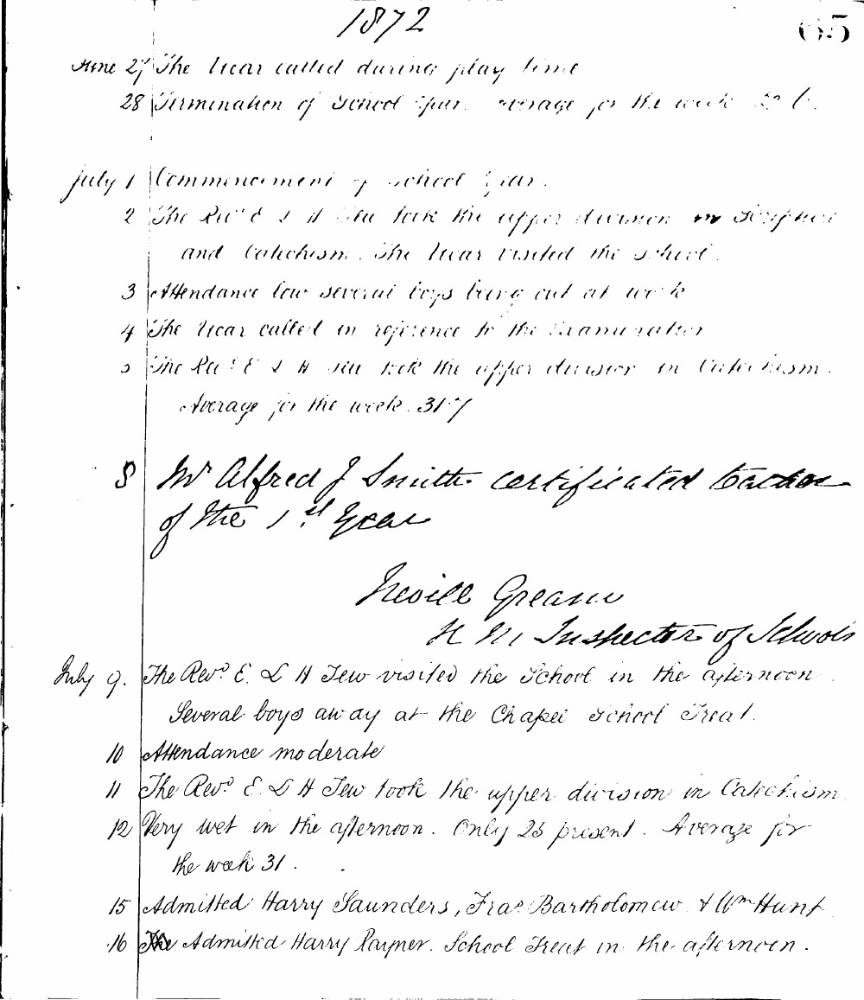 1872
65
June 27 The Vicar called during play time
28 Termination of School Year. Average for the week
July 1 Commencement of School Year.
2 The Revd E L H Tew took the upper division in Scripture
and Catechism. The Vicar visited the School.
3 Attendance low several boys being out at work
4 The Vicar called in reference to the Examination
5 The Revd E L H Tew took the upper division in Catechism.
Average for the week. 31.7
8 Mr Alfred J Smith certificated teacher
of the 1st Year
Nevill Gream
H M Inspector of Schools
July 9. The Revd E. L H Tew visited the School in the afternoon.
Several boys away at the Chapel School Treat.
10 Attendance moderate
11 The Revd E. L H Tew took the upper division in Catechism
12 Very wet in the afternoon. Only 25 present. Average for
the week 31.
15 Admitted Harry Saunders, Fras Bartholomew & Wm Hunt
16 The Admitted Harry Rayner. School Treat in the afternoon.